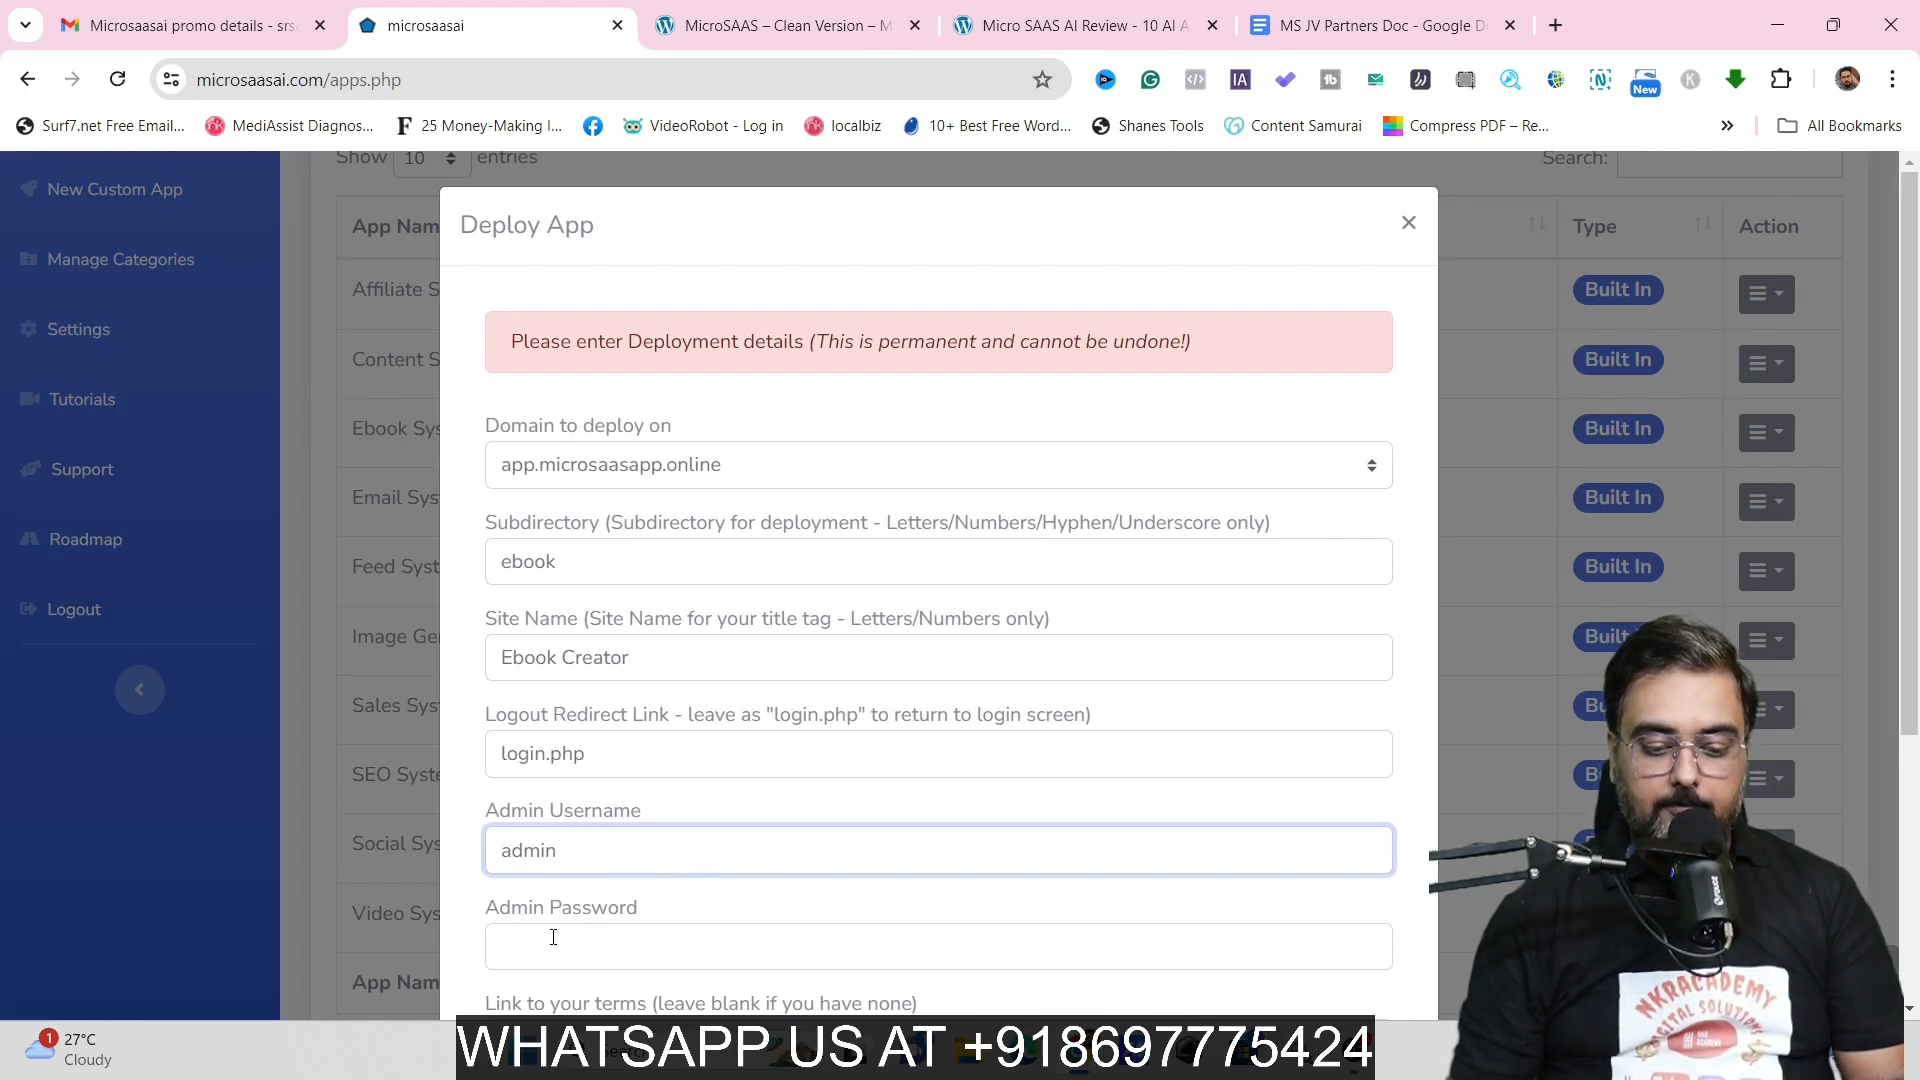 Microsaasai promo details - srs
microsaasai
MicroSAAS – Clean Version – M
Micro SAAS AI Review - 10 AI A
MS JV Partners Doc - Google D
microsaasai.com/apps.php
IA
New
K
Surf7.net Free Email...
MediAssist Diagnos...
25 Money-Making I...
VideoRobot - Log in
localbiz
10+ Best Free Word...
Shanes Tools
Content Samurai
Compress PDF – Re...
All Bookmarks
Show 10 entries
Search:
New Custom App
Manage Categories
Settings
Tutorials
Support
Roadmap
Logout
App Nam
Type
Action
Affiliate S
Built In
Content S
Built In
Ebook Sys
Built In
Email Sys
Built In
Feed Syst
Built In
Image Ge
Built
Sales Sys
SEO Syste
Social Sys
Video Sys
App Nam
Deploy App
Please enter Deployment details (This is permanent and cannot be undone!)
Domain to deploy on
app.microsaasapp.online
Subdirectory (Subdirectory for deployment - Letters/Numbers/Hyphen/Underscore only)
ebook
Site Name (Site Name for your title tag - Letters/Numbers only)
Ebook Creator
Logout Redirect Link - leave as "login.php" to return to login screen)
login.php
Admin Username
admin
Admin Password
Link to your terms (leave blank if you have none)
NKRACADEMY
DIGITAL SOLUTIONS
1
27°C
Cloudy
WHATSAPP US AT +918697775424